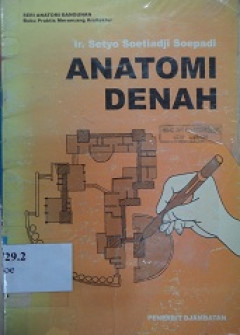 SERI ANATOMI BANGUNAN
Buku Praktis Merancang Arsitektur
Ir. Setyo Soetiadji Soepadi
ANATOMI
DENAH
729.2
PENERBIT DJAMBATAN